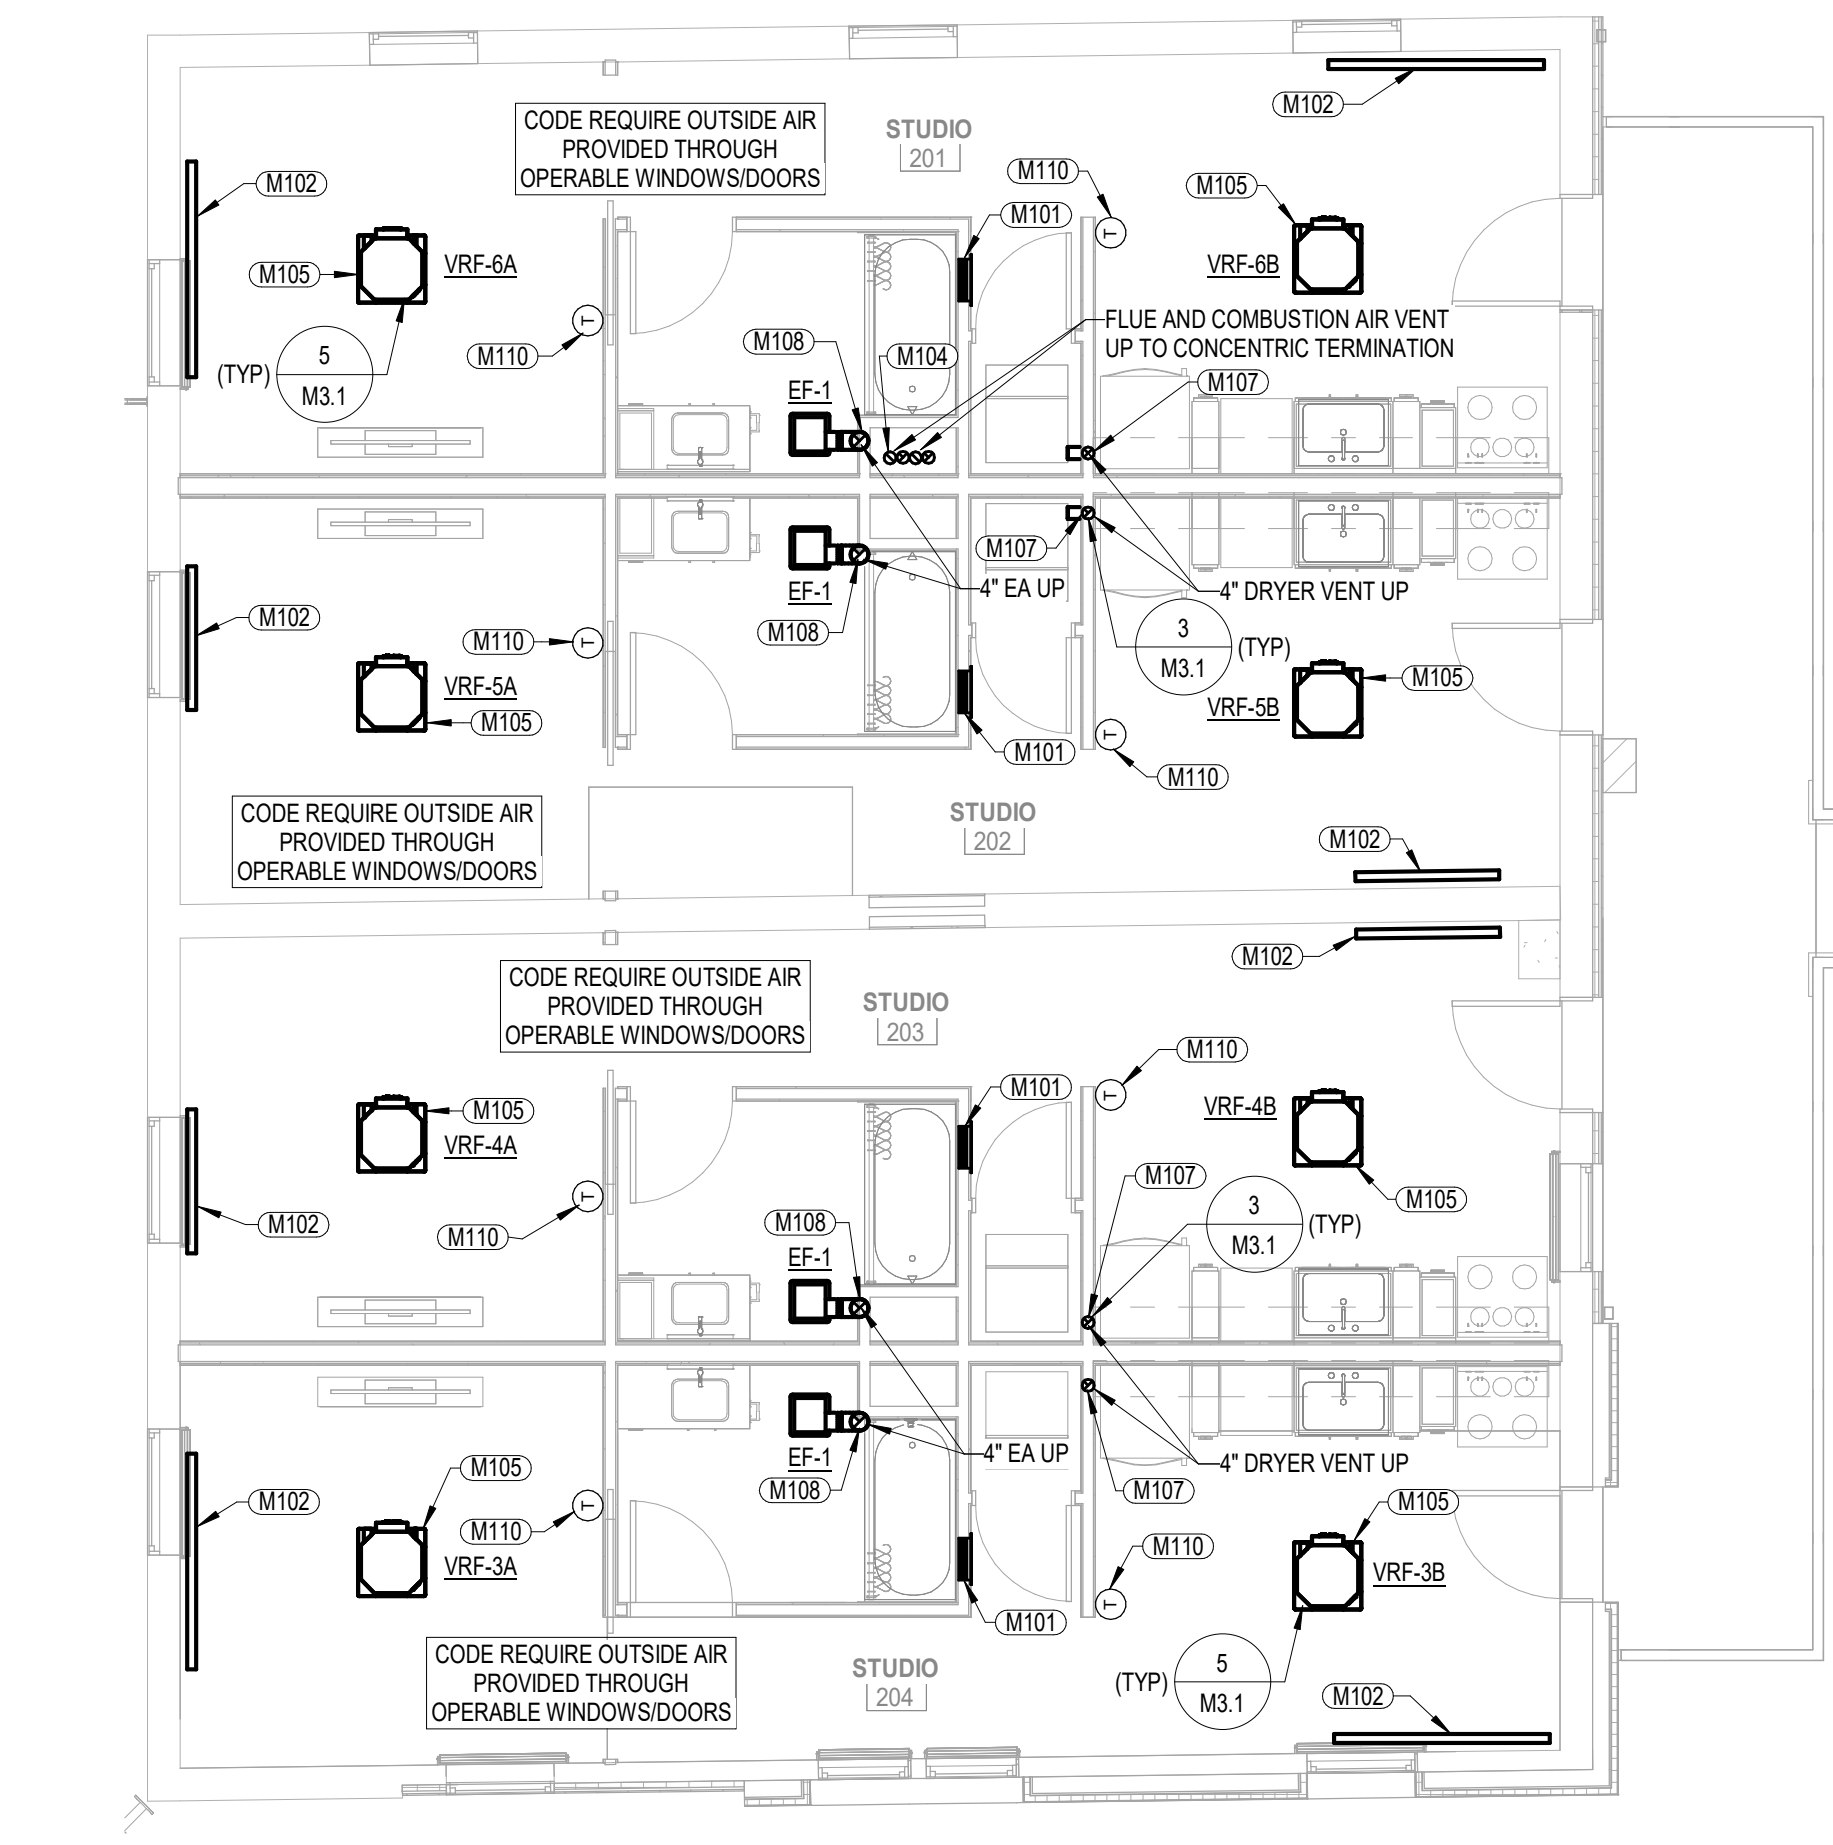 M102
CODE REQUIRE OUTSIDE AIR
PROVIDED THROUGH
OPERABLE WINDOWS/DOORS
STUDIO
201
M110
M102
M105
M101
M105
VRF-6A
VRF-6B
FLUE AND COMBUSTION AIR VENT
UP TO CONCENTRIC TERMINATION
T
T
M110
M108
M104
(TYP)
5
M3.1
EF-1
M107
M107
EF-1
4" EA UP
4" DRYER VENT UP
M102
M110
T
M108
3
M3.1
(TYP)
VRF-5A
M105
M105
VRF-5B
M101
T
M110
CODE REQUIRE OUTSIDE AIR
PROVIDED THROUGH
OPERABLE WINDOWS/DOORS
STUDIO
202
M102
M102
CODE REQUIRE OUTSIDE AIR
PROVIDED THROUGH
OPERABLE WINDOWS/DOORS
STUDIO
203
M110
M101
T
M105
VRF-4A
VRF-4B
M107
M105
T
M102
M110
M108
3
M3.1
(TYP)
EF-1
4" EA UP
4" DRYER VENT UP
EF-1
M105
M108
M107
M102
M110
T
M105
M110
VRF-3A
VRF-3B
T
M101
CODE REQUIRE OUTSIDE AIR
PROVIDED THROUGH
OPERABLE WINDOWS/DOORS
STUDIO
204
(TYP)
5
M3.1
M102